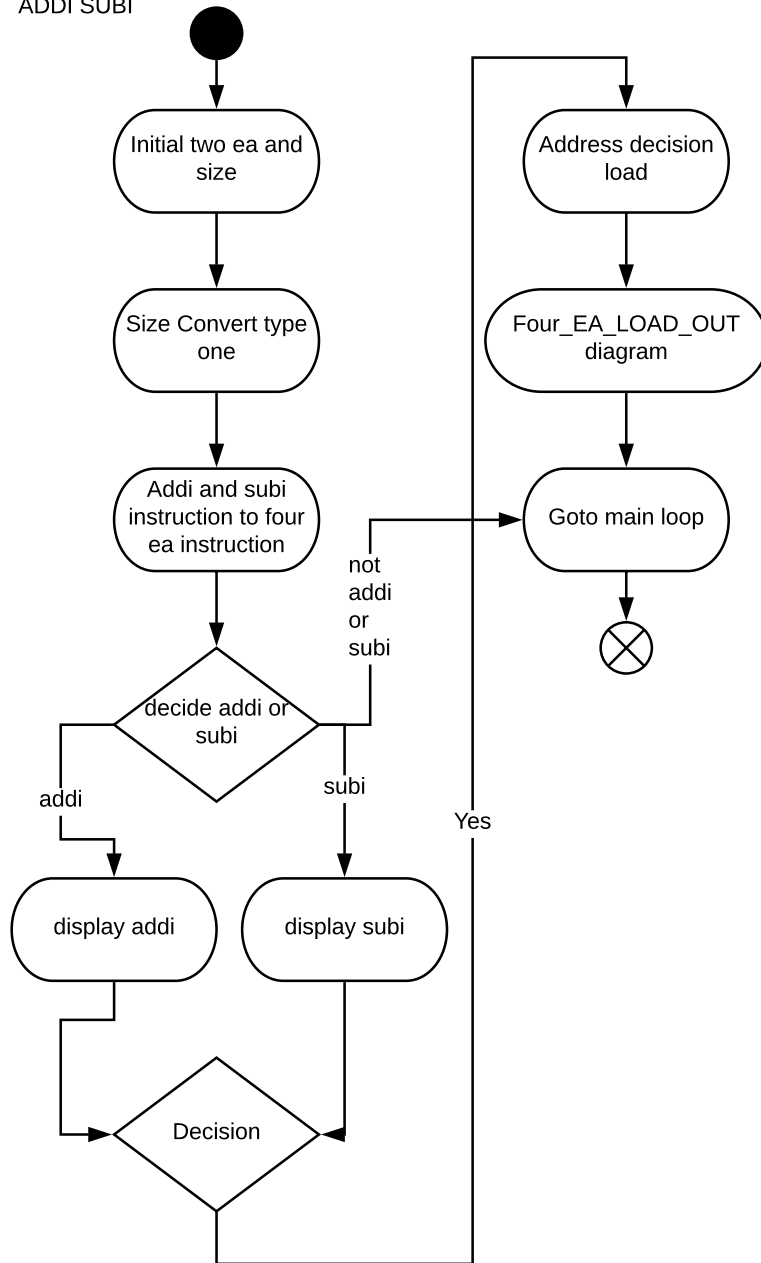 ADDI SUBI
Initial two ea and
size
Size Convert type
one
Addi and subi
instruction to four
ea instruction
decide addi or
subi
addi
subi
not
addi
or
subi
display addi
display subi
Decision
Yes
Address decision
load
Four_EA_LOAD_OUT
diagram
Goto main loop